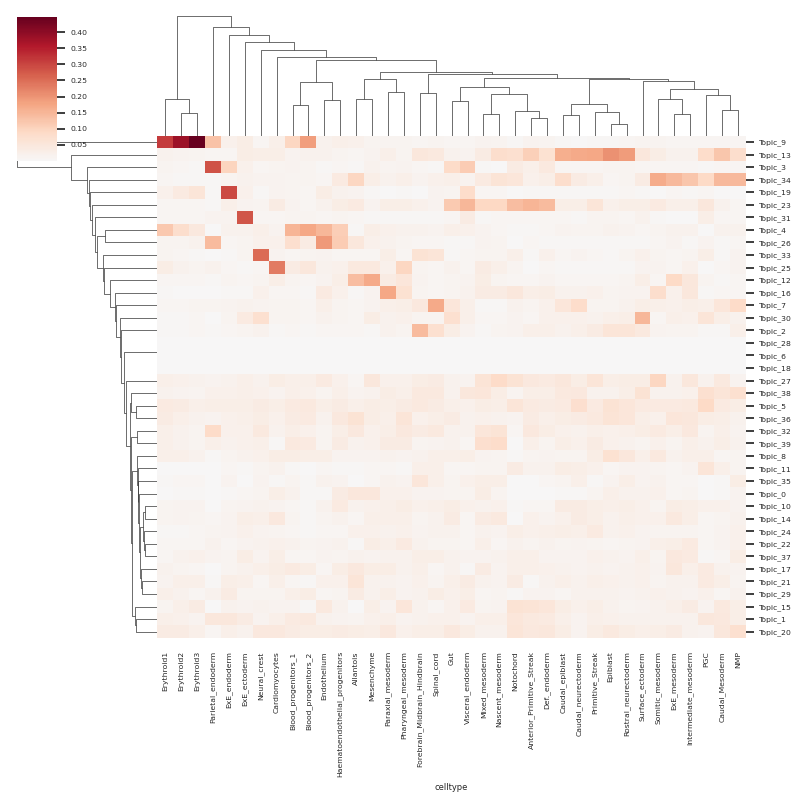 0.40
0.35
0.30
0.25
0.20
0.15
0.10
0.05
Topic_9
Topic_13
Topic_3
Topic_34
Topic_19
Topic_23
Topic_31
Topic_4
Topic_26
Topic_33
Topic_25
Topic_12
Topic_16
Topic_7
Topic_30
Topic_2
Topic_28
Topic_6
Topic_18
Topic_27
Topic_38
Topic_5
Topic_36
Topic_32
Topic_39
Topic_8
Topic_11
Topic_35
Topic_0
Topic_10
Topic_14
Topic_24
Topic_22
Topic_37
Topic_17
Topic_21
Topic_29
Topic_15
Topic_1
Topic_20
Erythroid1
Erythroid2
Erythroid3
Parietal_endoderm
ExE_endoderm
ExE_ectoderm
Neural_crest
Cardiomyocytes
Blood_progenitors_1
Blood_progenitors_2
Endothelium
Haematoendothelial_progenitors
Allantois
Mesenchyme
Paraxial_mesoderm
Pharyngeal_mesoderm
Forebrain_Midbrain_Hindbrain
Spinal_cord
Gut
Visceral_endoderm
Mixed_mesoderm
Nascent_mesoderm
Notochord
Anterior_Primitive_Streak
Def._endoderm
Caudal_epiblast
Caudal_neurectoderm
Primitive_Streak
Epiblast
Rostral_neurectoderm
Surface_ectoderm
Somitic_mesoderm
ExE_mesoderm
Intermediate_mesoderm
PGC
Caudal_Mesoderm
NMP
celltype